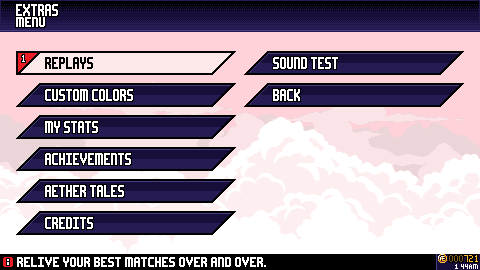 EXTRAS
MENU
1
REPLAYS
CUSTOM COLORS
MY STATS
ACHIEVEMENTS
AETHER TALES
CREDITS
SOUND TEST
BACK
RELIVE YOUR BEST MATCHES OVER AND OVER.
000721
1:44AM